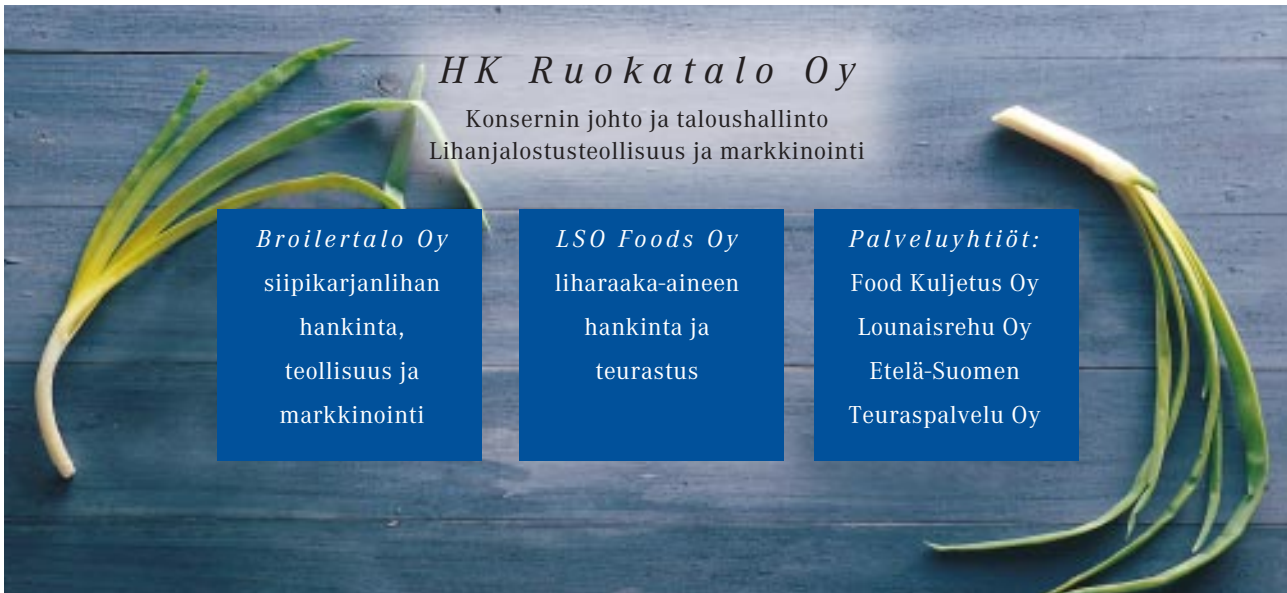 HK Ruokatalo Oy
Konsernin johto ja taloushallinto
Lihanjalostusteollisuus ja markkinointi
Broilertalo Oy
siipikarjanlihan
hankinta,
teollisuus ja
markkinointi
LSO Foods Oy
liharaaka-aineen
hankinta ja
teurastus
Palveluyhtiöt:
Food Kuljetus Oy
Lounaisrehu Oy
Etelä-Suomen
Teuraspalvelu Oy